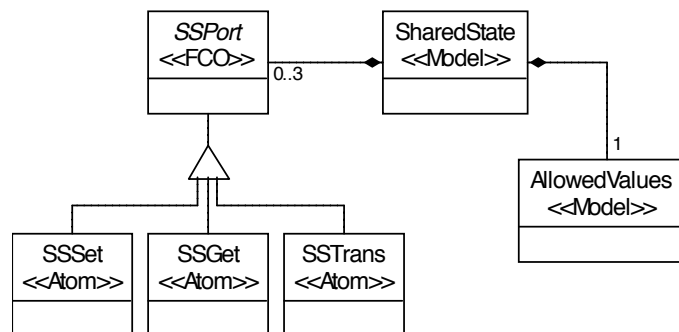 SSPort
<<FCO>>
SharedState
<<Model>>
0..3
1
AllowedValues
<<Model>>
SSSet
<<Atom>>
SSGet
<<Atom>>
SSTrans
<<Atom>>